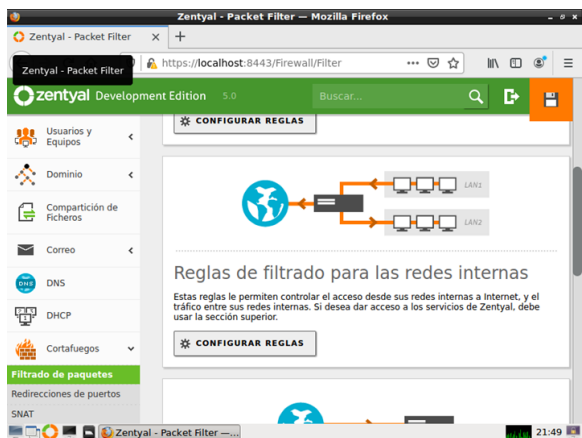 Zentyal - Packet Filter — Mozilla Firefox
Zentyal - Packet Filter
Zentyal - Packet Filter
https://localhost:8443/Firewall/Filter
zentyal Development Edition 5.0
Buscar...
CONFIGURAR REGLAS
Usuarios y
Equipos
Dominio
Compartición de
Ficheros
Correo
DNS
DNS
DHCP
Cortafuegos
Filtrado de paquetes
Redirecciones de puertos
SNAT
LAN1
LAN2
Reglas de filtrado para las redes internas
Estas reglas le permiten controlar el acceso desde sus redes internas a Internet, y el
tráfico entre sus redes internas. Si desea dar acceso a los servicios de Zentyal, debe
usar la sección superior.
CONFIGURAR REGLAS
Zentyal - Packet Filter —...
21:49